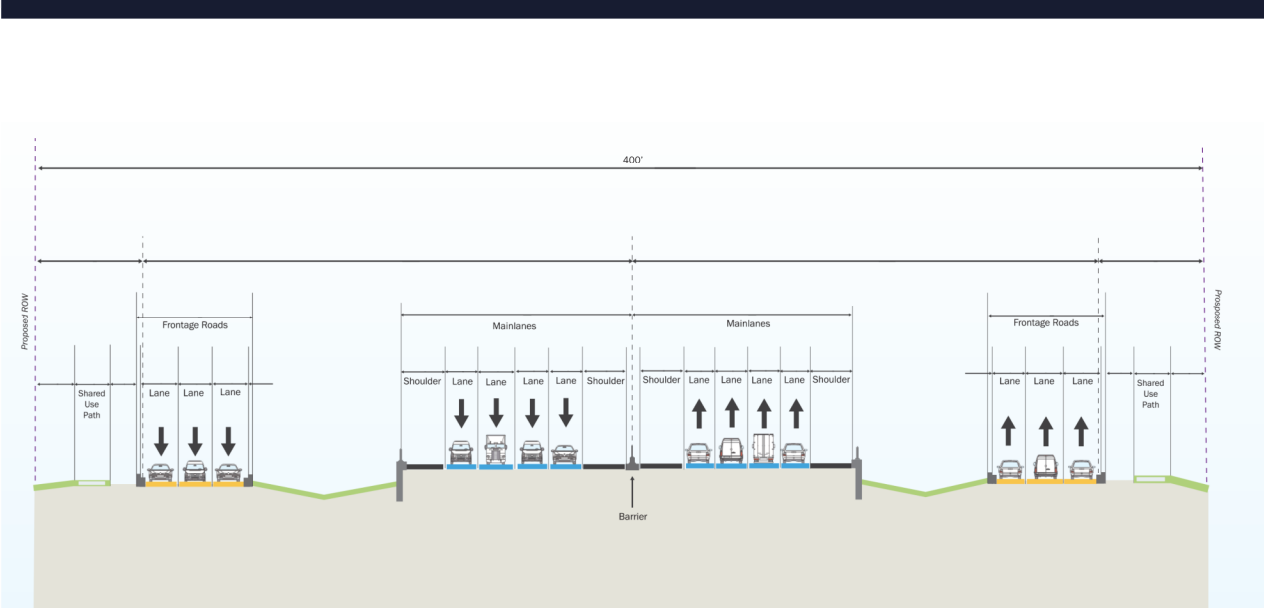 400'
Proposed ROW
Prosposed ROW
Frontage Roads
Mainlanes
Mainlanes
Frontage Roads
Shared
Use
Path
Lane
Lane
Lane
Shoulder
Lane
Lane
Lane
Lane
Shoulder
Shoulder
Lane
Lane
Lane
Lane
Shoulder
Lane
Lane
Lane
Shared
Use
Path
Barrier